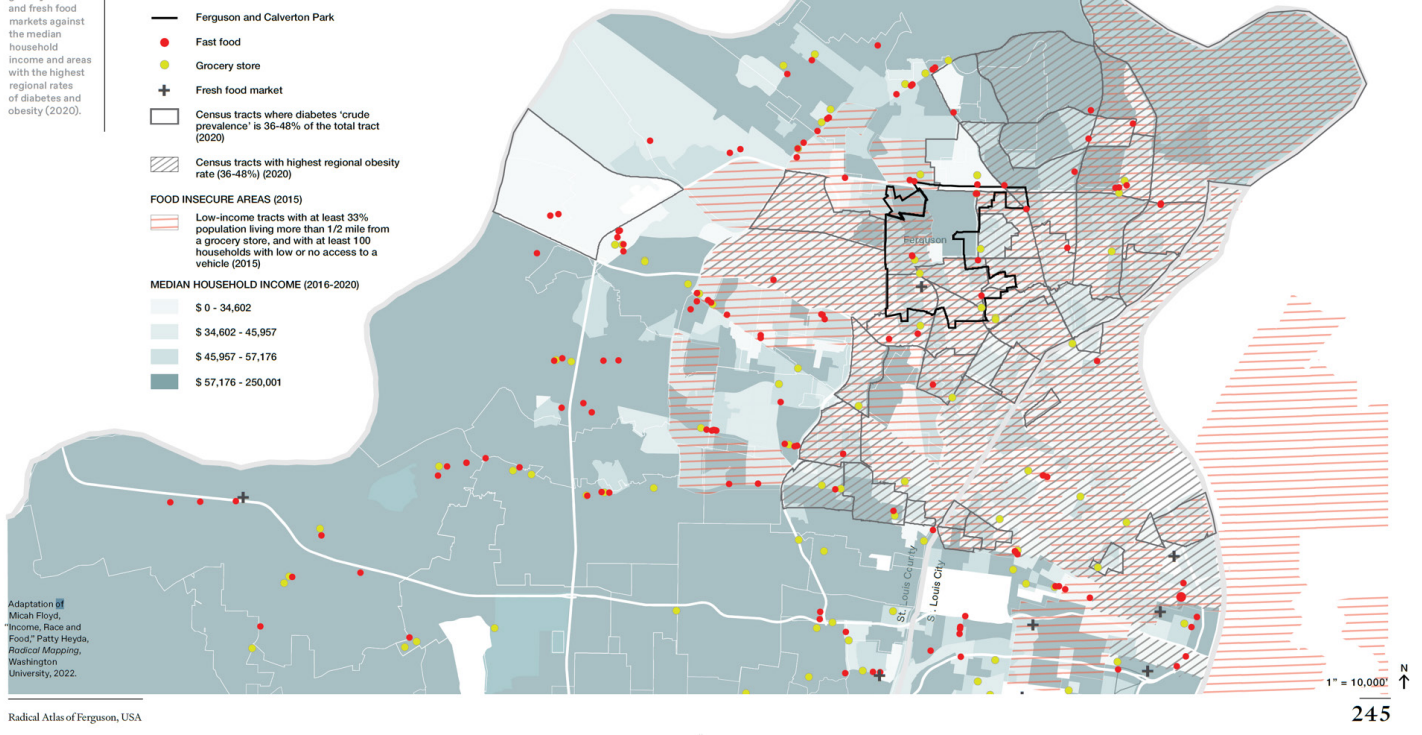 and fresh food
markets against
the median
household
income and areas
with the highest
regional rates
of diabetes and
obesity (2020).
Ferguson and Calverton Park
Fast food
Grocery store
Fresh food market
Census tracts where diabetes ‘crude
prevalence’ is 36-48% of the total tract
(2020)
Census tracts with highest regional obesity
rate (36-48%) (2020)
FOOD INSECURE AREAS (2015)
Low-income tracts with at least 33%
population living more than 1/2 mile from
a grocery store, and with at least 100
households with low or no access to a
vehicle (2015)
MEDIAN HOUSEHOLD INCOME (2016-2020)
$ 0 - 34,602
$ 34,602 - 45,957
$ 45,957 - 57,176
$ 57,176 - 250,001
Ferguson
St. Louis County
St. Louis City
Adaptation of
Micah Floyd,
“Income, Race and
Food,” Patty Heyda,
Radical Mapping,
Washington
University, 2022.
1” = 10,000'
N
Radical Atlas of Ferguson, USA
245